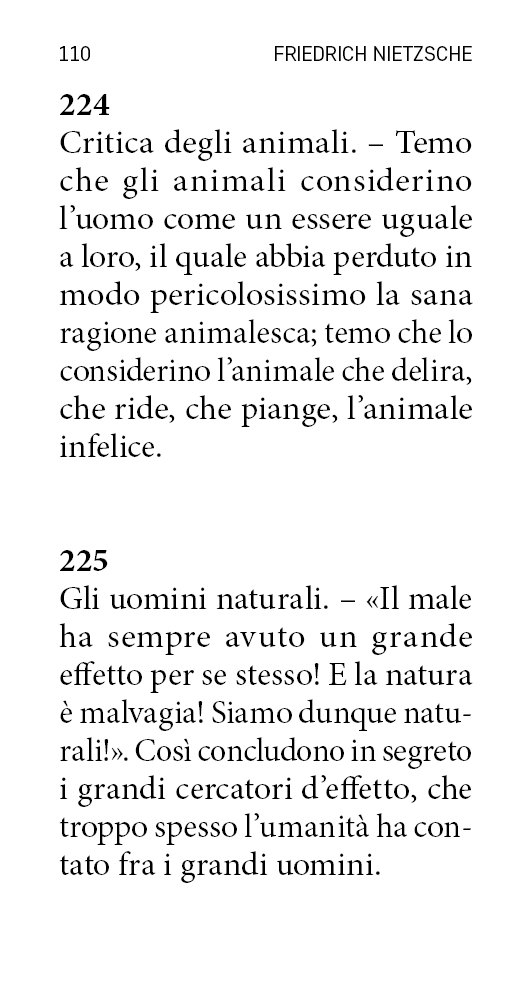 110 FRIEDRICH NIETZSCHE
224
Critica degli animali. – Temo
che gli animali considerino
l’uomo come un essere uguale
a loro, il quale abbia perduto in
modo pericolosissimo la sana
ragione animalesca; temo che lo
considerino l’animale che delira,
che ride, che piange, l’animale
infelice.
225
Gli uomini naturali. – «Il male
ha sempre avuto un grande
effetto per se stesso! E la natura
è malvagia! Siamo dunque natu-
rali!». Così concludono in segreto
i grandi cercatori d’effetto, che
troppo spesso l’umanità ha con-
tato fra i grandi uomini.